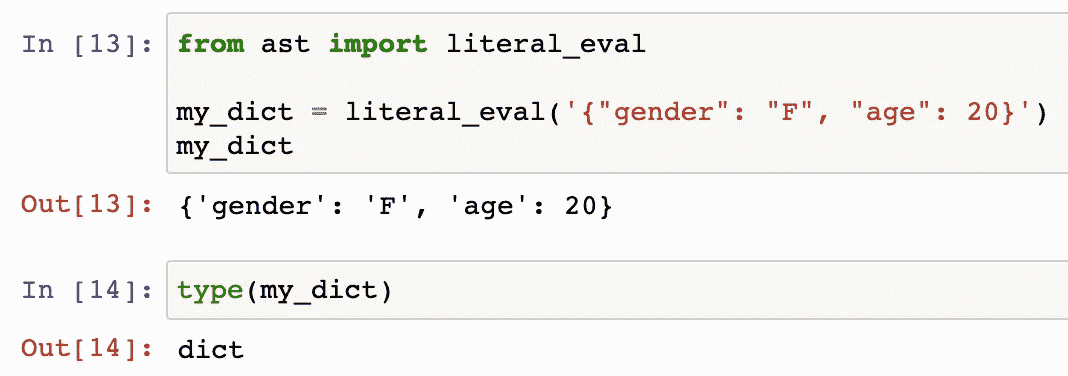 In [13]: from ast import literal_eval
my_dict = literal_eval('{"gender": "F", "age": 20}')
my_dict
Out[13]: {'gender': 'F', 'age': 20}
In [14]: type(my_dict)
Out[14]: dict